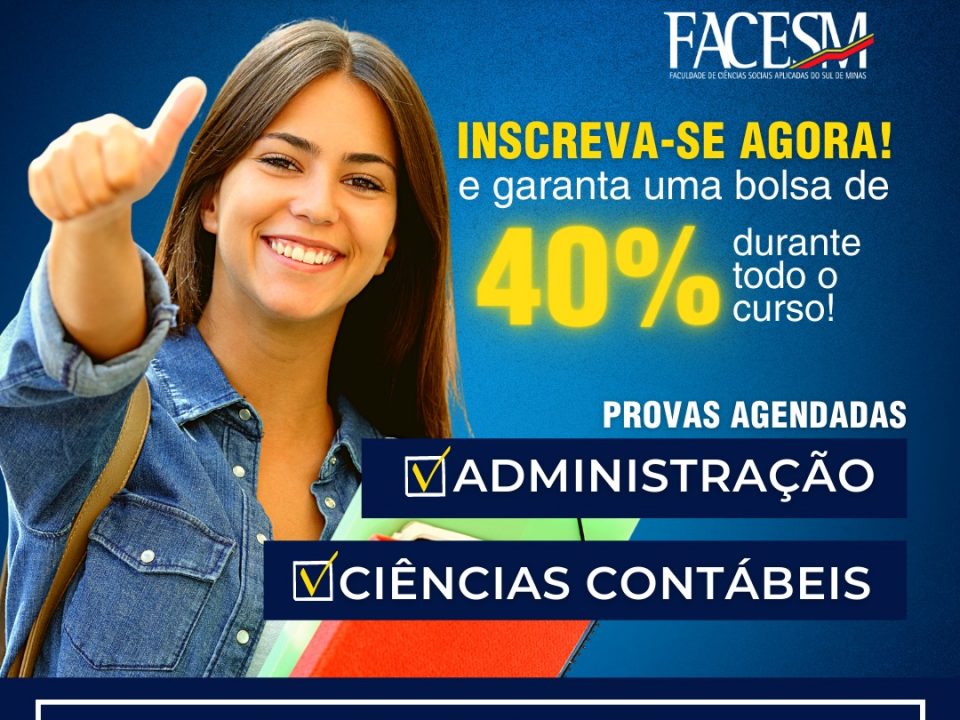 FACESM
FACULDADE DE CIÊNCIAS SOCIAIS APLICADAS DO SUL DE MINAS
INSCREVA-SE AGORA!
e garanta uma bolsa de
40%
durante
todo o
curso!
PROVAS AGENDADAS
ADMINISTRAÇÃO
CIÊNCIAS CONTÁBEIS